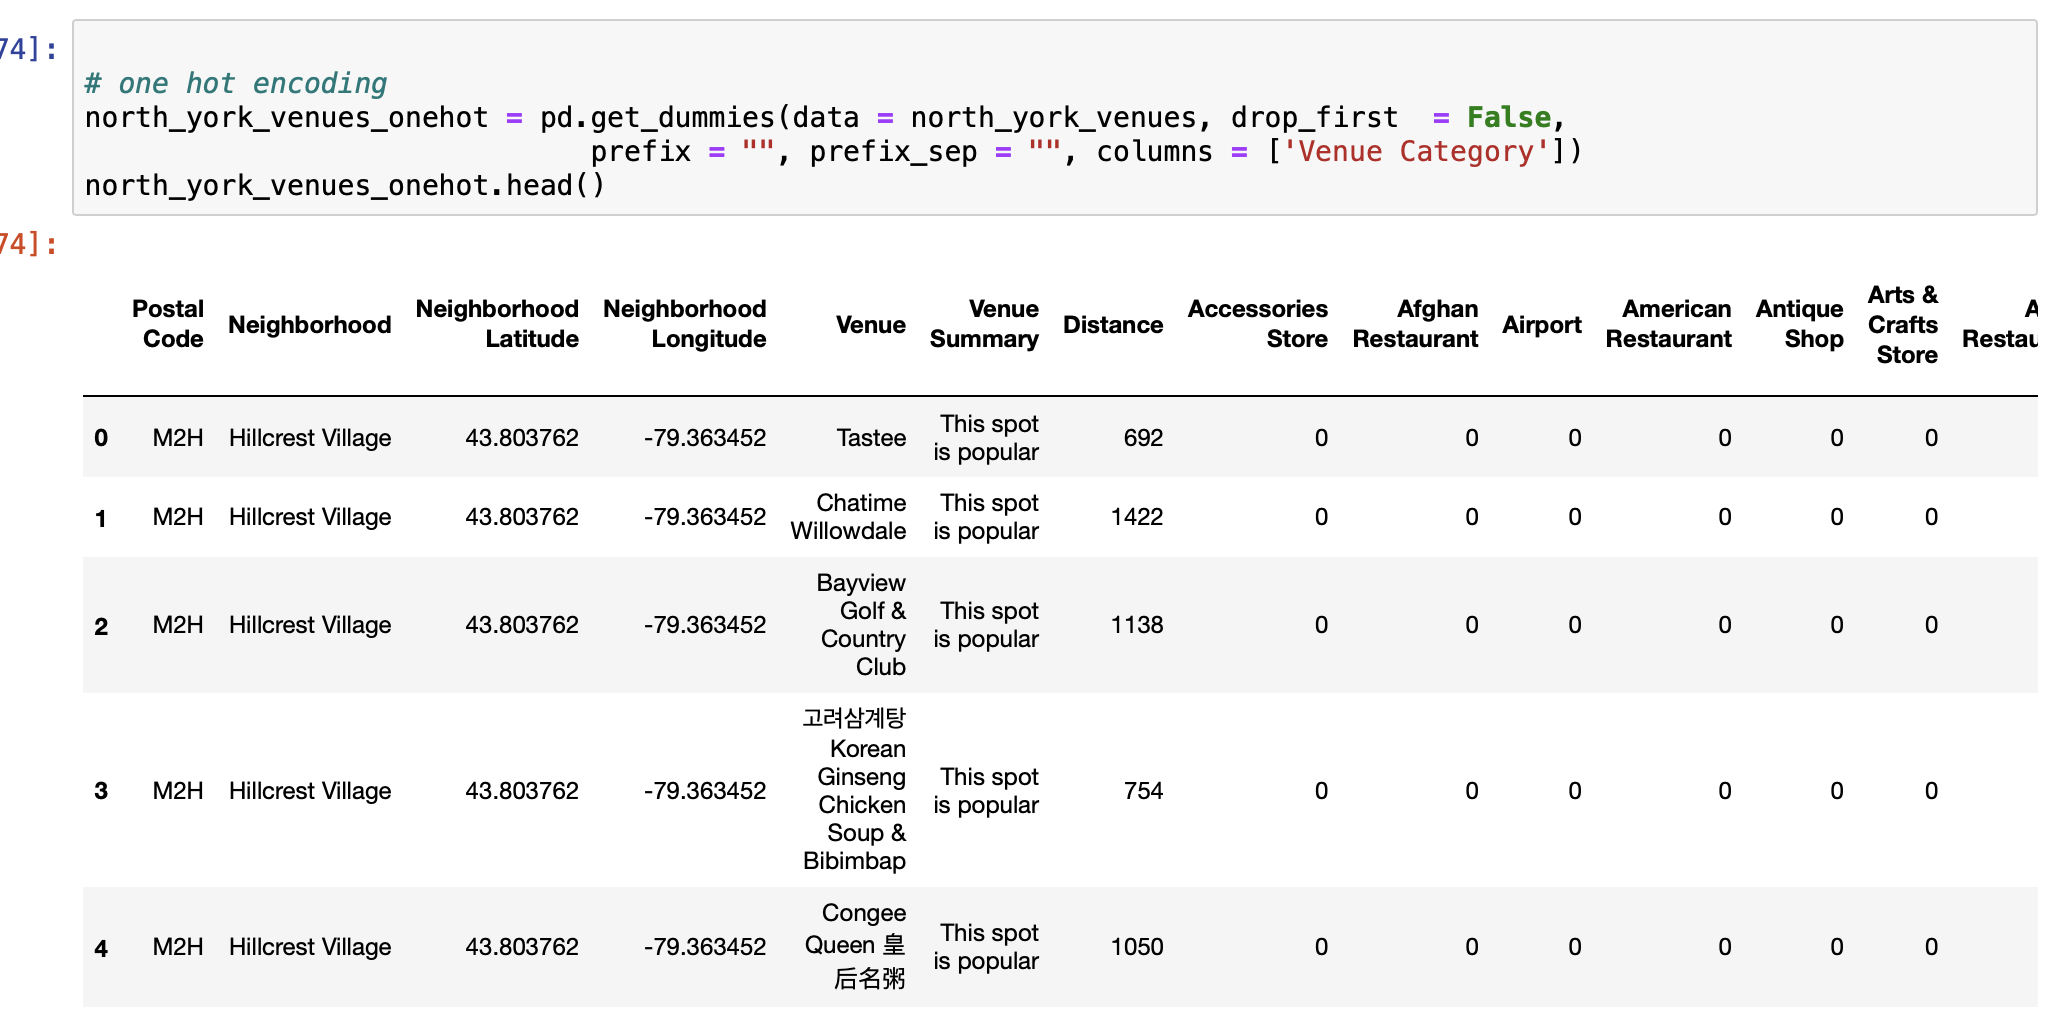 74]:
# one hot encoding
north_york_venues_onehot = pd.get_dummies(data = north_york_venues, drop_first  = False,
prefix = "", prefix_sep = "", columns = ['Venue Category'])
north_york_venues_onehot.head()
74]:
Postal Code Neighborhood Neighborhood Latitude Neighborhood Longitude Venue Venue Summary Distance Accessories Store Afghan Restaurant Airport American Restaurant Antique Shop Arts & Crafts Store
0 M2H Hillcrest Village 43.803762 -79.363452 Tastee This spot is popular 692 0 0 0 0 0 0
1 M2H Hillcrest Village 43.803762 -79.363452 Chatime Willowdale This spot is popular 1422 0 0 0 0 0 0
2 M2H Hillcrest Village 43.803762 -79.363452 Bayview Golf & Country Club This spot is popular 1138 0 0 0 0 0 0
3 M2H Hillcrest Village 43.803762 -79.363452 고려삼계탕 Korean Ginseng Chicken Soup & Bibimbap This spot is popular 754 0 0 0 0 0 0
4 M2H Hillcrest Village 43.803762 -79.363452 Congee Queen 皇后名粥 This spot is popular 1050 0 0 0 0 0 0